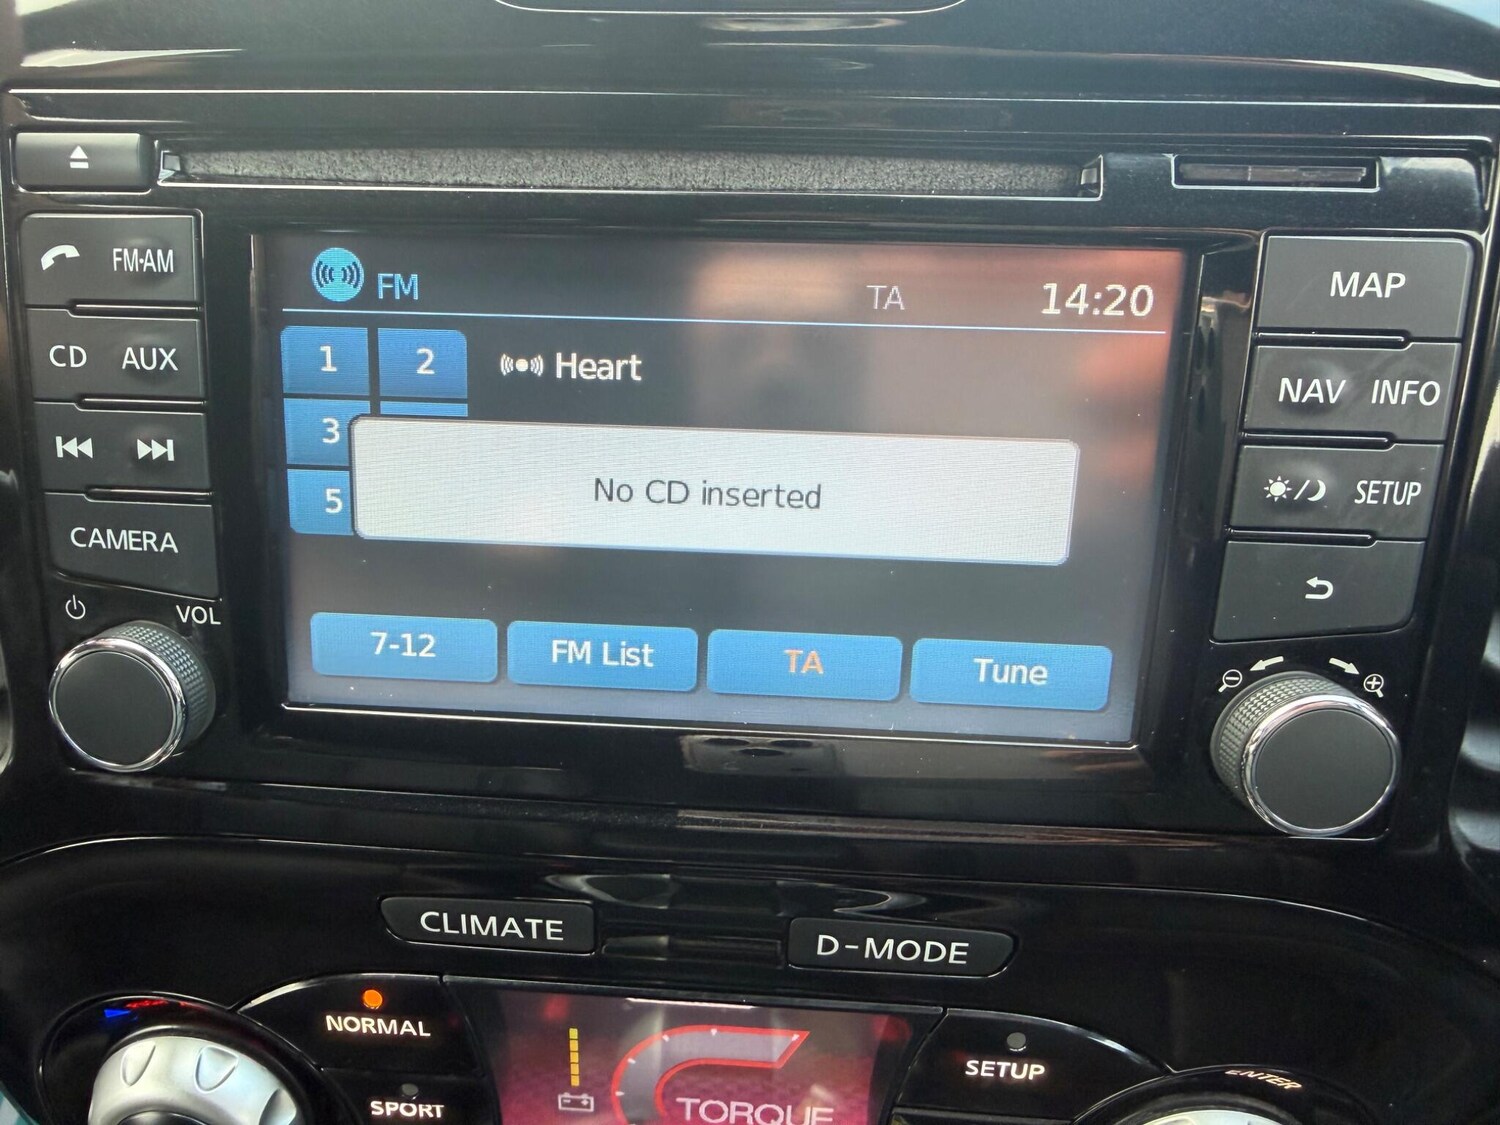 FM·AM
CD AUX
CAMERA
VOL
FM
TA
14:20
1
2
Heart
3
5
No CD inserted
7-12
FM List
TA
Tune
MAP
NAV INFO
SETUP
CLIMATE
D-MODE
NORMAL
SPORT
TORQUE
SETUP
ENTER